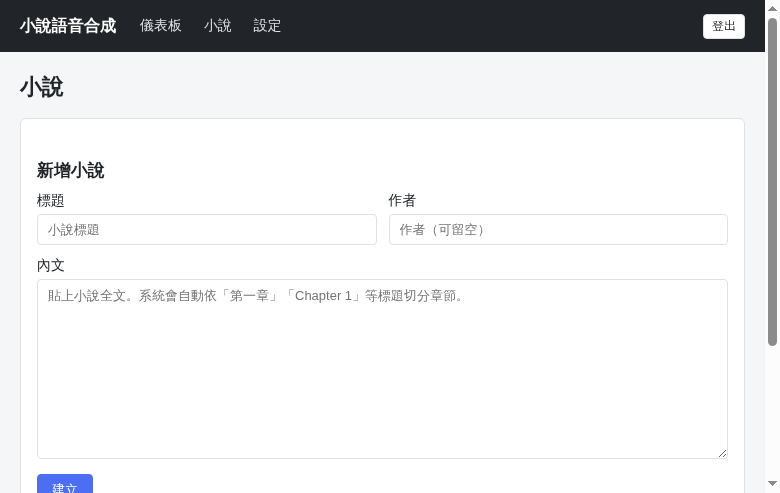 小說語音合成 儀表板 小說 設定 登出
小說
新增小說
標題 作者
小說標題 作者（可留空）
內文
貼上小說全文。系統會自動依「第一章」「Chapter 1」等標題切分章節。
建立